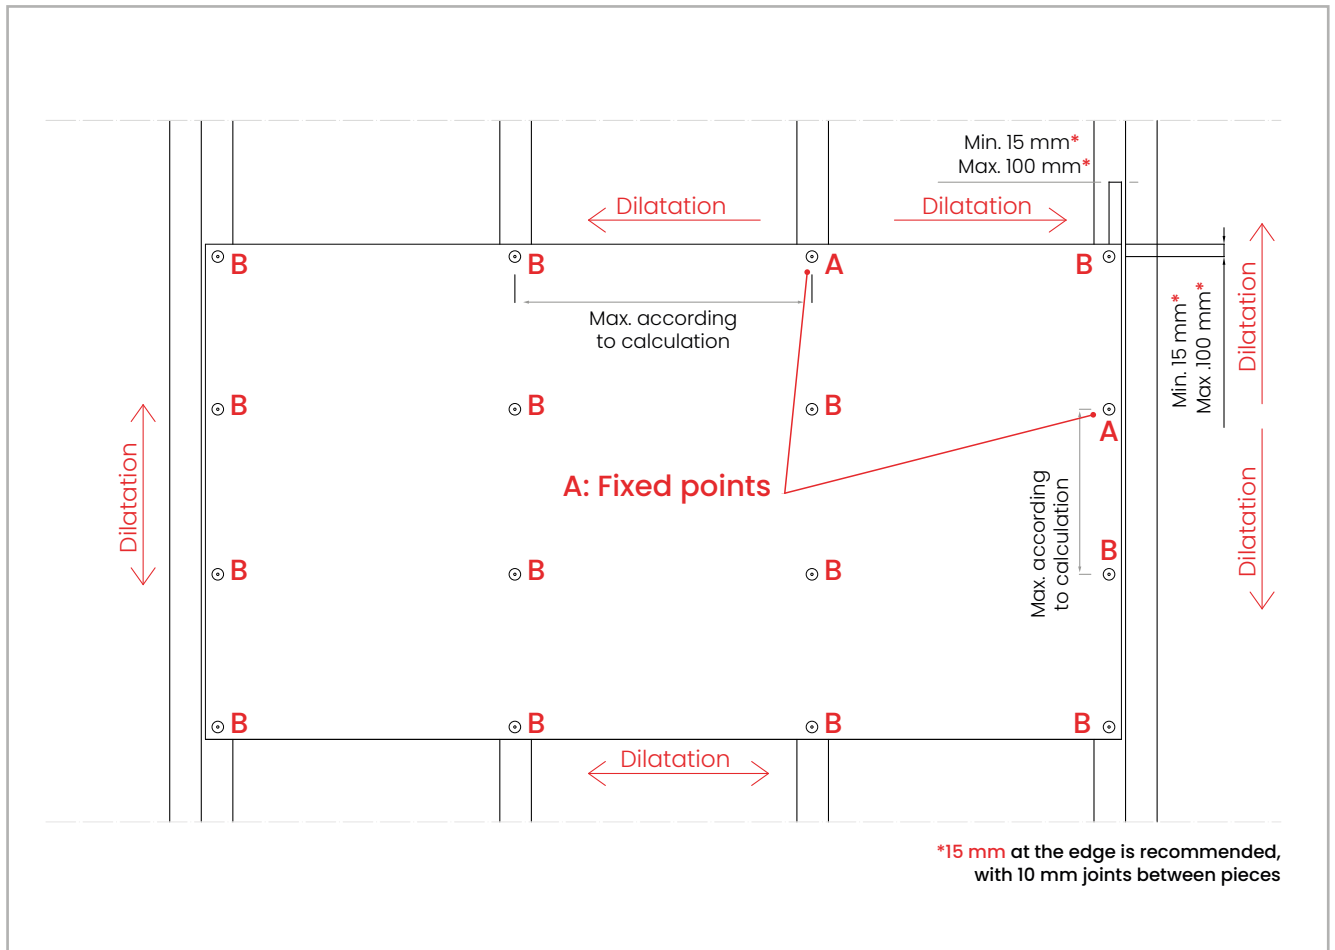 Min. 15 mm*
Max. 100 mm*
Dilatation
Dilatation
B
B
A
B
Max. according
to calculation
Min. 15 mm*
Max .100 mm*
Dilatation
B
B
B
A
Dilatation
A: Fixed points
Max. according
to calculation
Dilatation
B
B
B
B
B
B
B
B
Dilatation
*15 mm at the edge is recommended,
with 10 mm joints between pieces